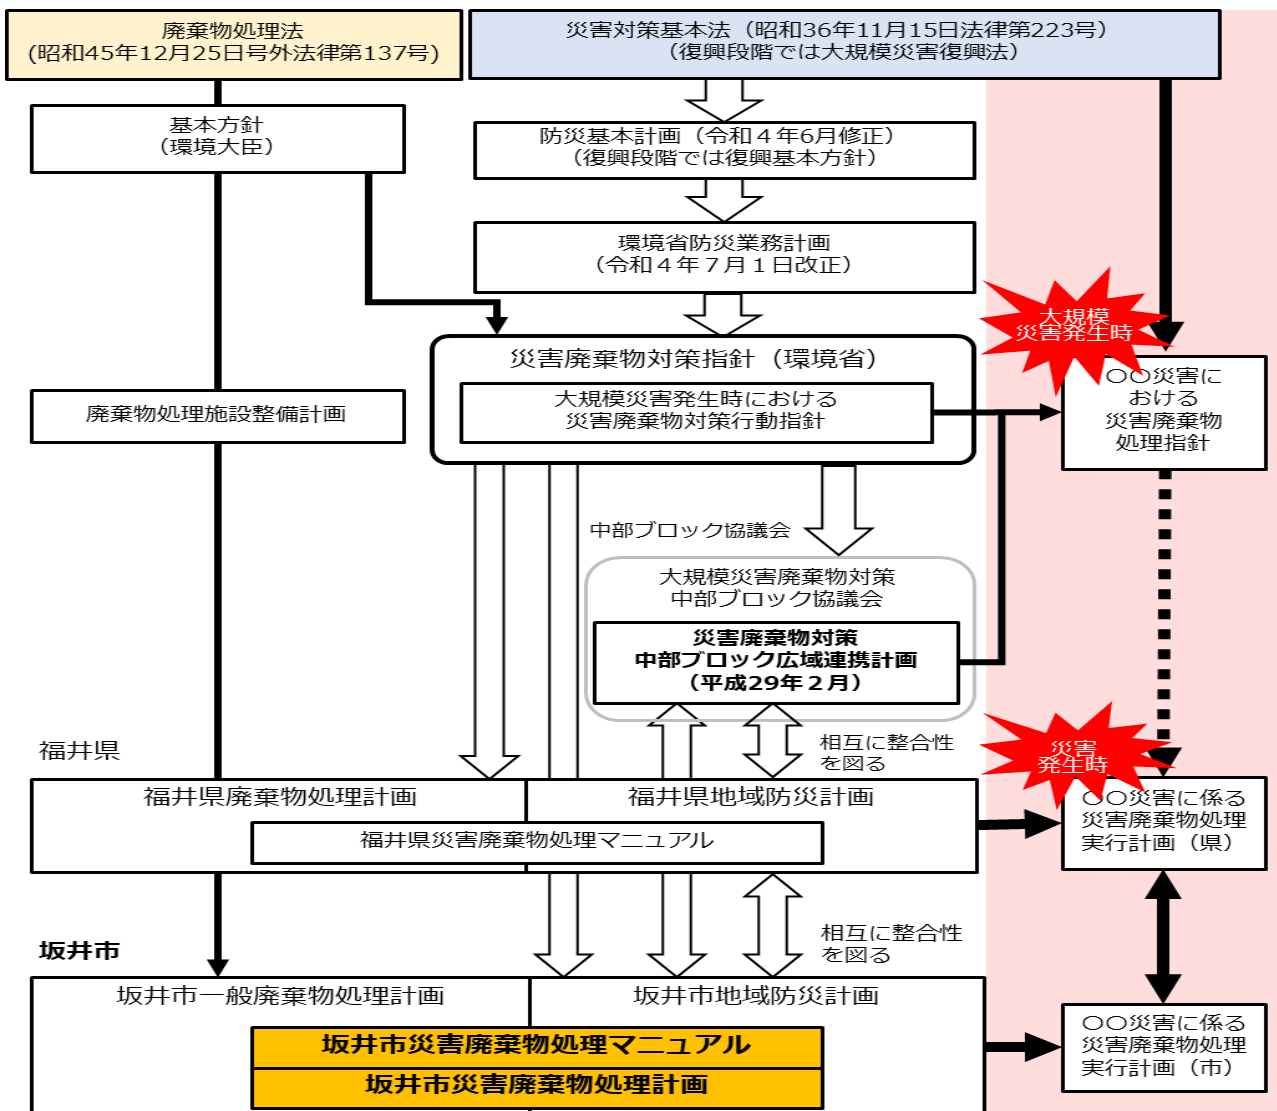 廃棄物処理法
(昭和45年12月25日号外法律第137号)
災害対策基本法（昭和36年11月15日法律第223号）
（復興段階では大規模災害復興法）
基本方針
（環境大臣）
防災基本計画（令和４年6月修正）
（復興段階では復興基本方針）
環境省防災業務計画
（令和４年７月１日改正）
大規模
災害発生時
災害廃棄物対策指針（環境省）
大規模災害発生時における
災害廃棄物対策行動指針
〇〇災害に
おける
災害廃棄物
処理指針
廃棄物処理施設整備計画
中部ブロック協議会
大規模災害廃棄物対策
中部ブロック協議会
災害廃棄物対策
中部ブロック広域連携計画
（平成29年２月）
相互に整合性
を図る
災害
発生時
福井県
福井県廃棄物処理計画
福井県地域防災計画
福井県災害廃棄物処理マニュアル
〇〇災害に係る
災害廃棄物処理
実行計画（県）
相互に整合性
を図る
坂井市
坂井市一般廃棄物処理計画
坂井市地域防災計画
坂井市災害廃棄物処理マニュアル
坂井市災害廃棄物処理計画
〇〇災害に係る
災害廃棄物処理
実行計画（市）